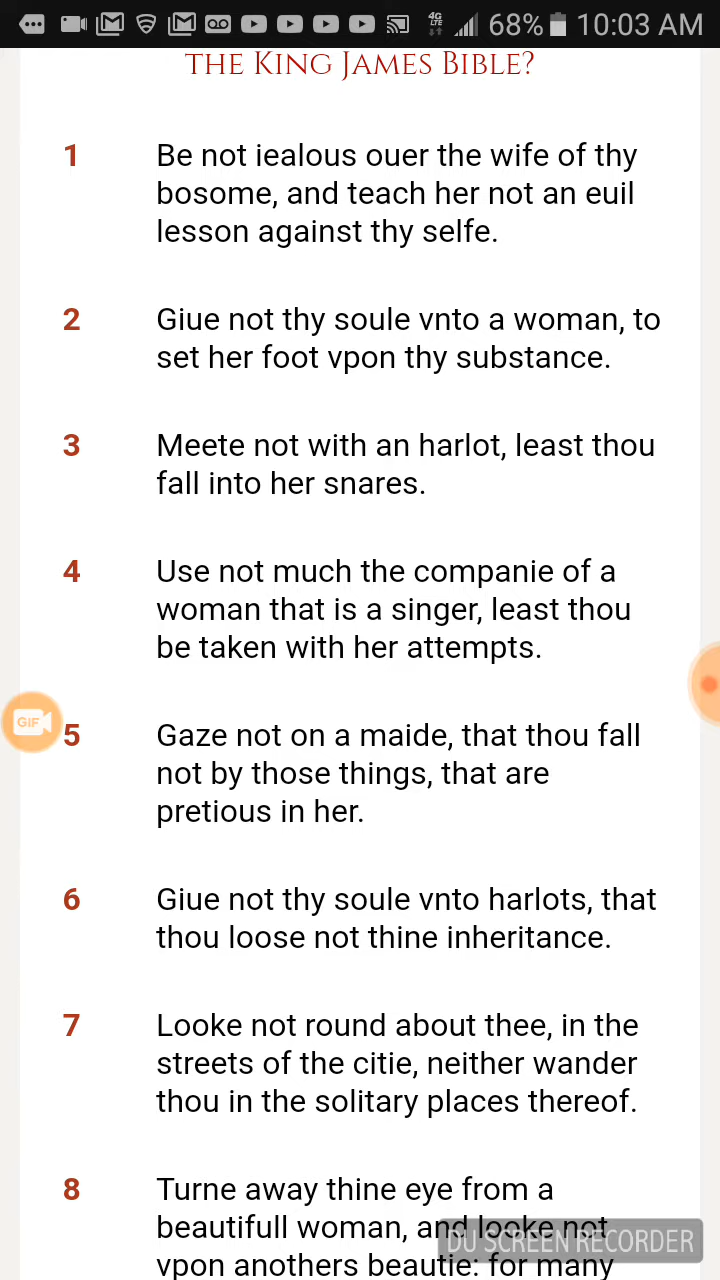 4G LTE 68% 10:03 AM
THE KING JAMES BIBLE?
1 Be not iealous ouer the wife of thy
bosome, and teach her not an euil
lesson against thy selfe.
2 Giue not thy soule vnto a woman, to
set her foot vpon thy substance.
3 Meete not with an harlot, least thou
fall into her snares.
4 Use not much the companie of a
woman that is a singer, least thou
be taken with her attempts.
GIF
5 Gaze not on a maide, that thou fall
not by those things, that are
pretious in her.
6 Giue not thy soule vnto harlots, that
thou loose not thine inheritance.
7 Looke not round about thee, in the
streets of the citie, neither wander
thou in the solitary places thereof.
8 Turne away thine eye from a
beautifull woman, and looke not
vpon anothers beautie: for many
DU SCREEN RECORDER